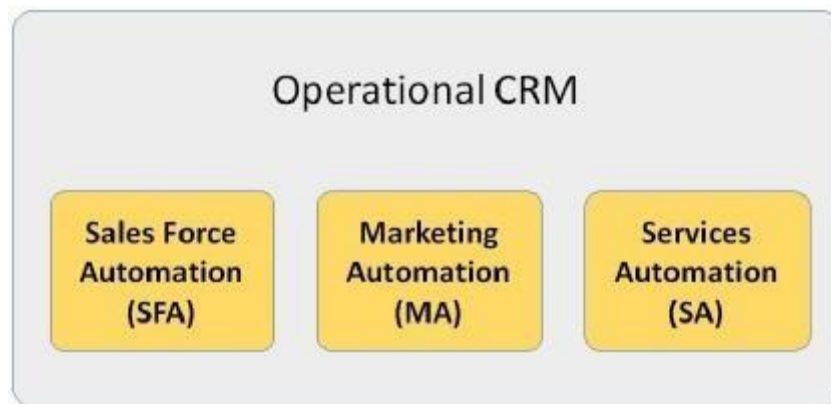 Operational CRM
Sales Force
Automation
(SFA)
Marketing
Automation
(MA)
Services
Automation
(SA)